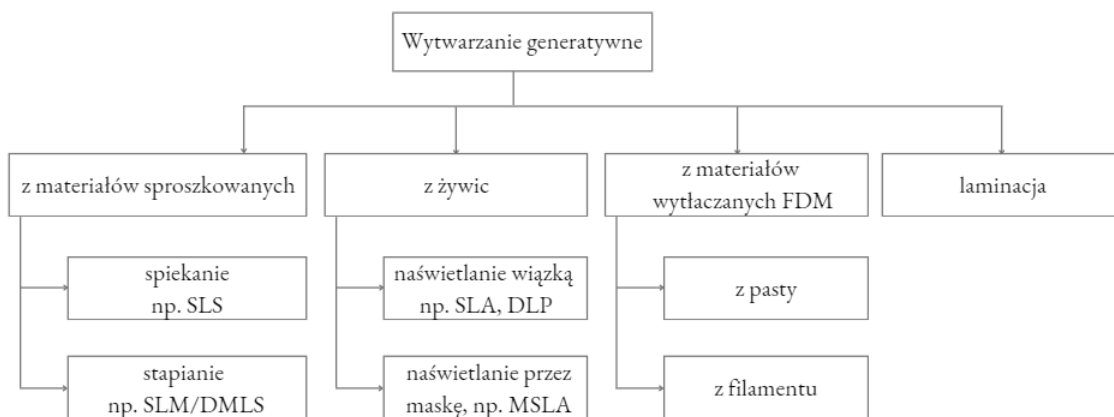 Wytwarzanie generatywne
z materiałów sproszkowanych
z żywic
z materiałów
wytłaczanych FDM
laminacja
spiekanie
np. SLS
naświetlanie wiązką
np. SLA, DLP
z pasty
stapianie
np. SLM/DMLS
naświetlanie przez
maskę, np. MSLA
z filamentu